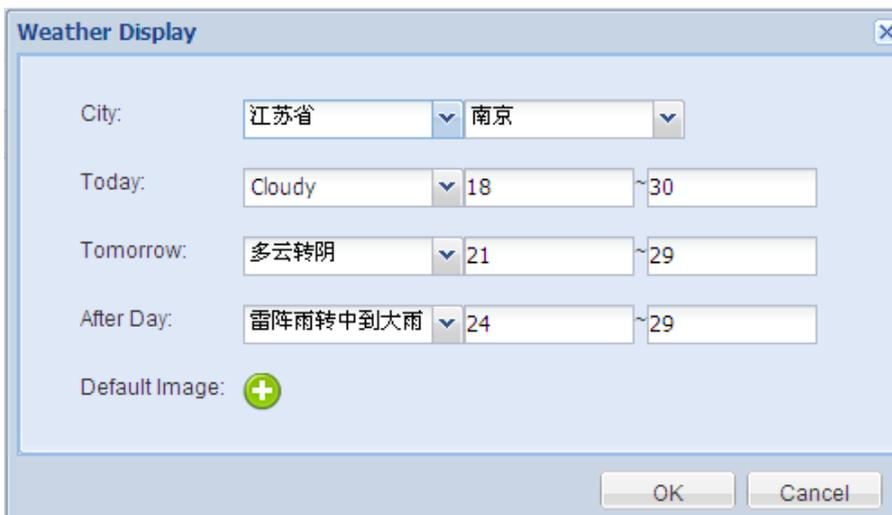 Weather Display
City: 江苏省 南京
Today: Cloudy 18 ~ 30
Tomorrow: 多云转阴 21 ~ 29
After Day: 雷阵雨转中到大雨 24 ~ 29
Default Image:
OK Cancel